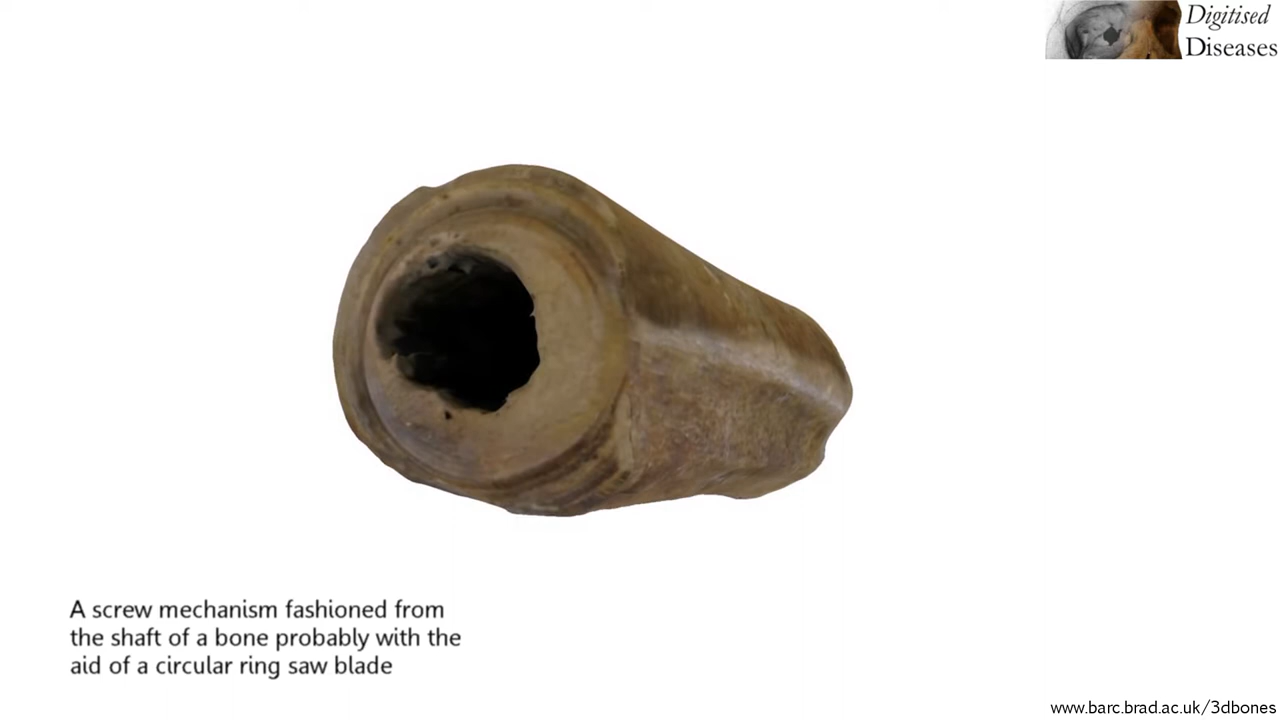 Digitised
Diseases
A screw mechanism fashioned from
the shaft of a bone probably with the
aid of a circular ring saw blade
www.barc.brad.ac.uk/3dbones